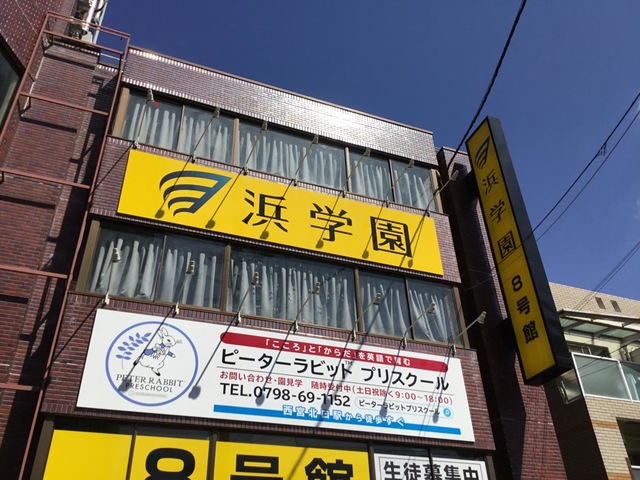 浜学園
浜学園 8号館
PETER RABBIT
PRESCHOOL
「こころ」と「からだ」を英語で育む
ピーターラビット プリスクール
お問い合わせ・園見学 随時受付中(土日祝除く9:00~18:00)
TEL.0798-69-1152
ピーターラビットプリスクール
西宮北口駅から徒歩すぐ
8号館
生徒募集中